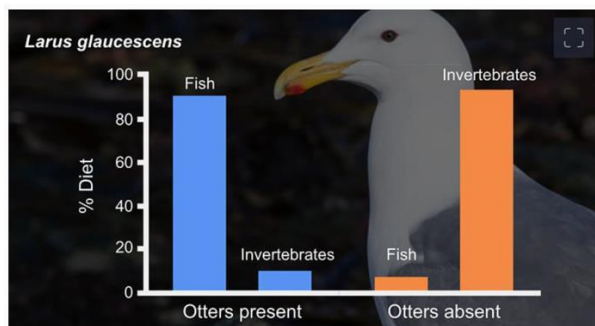 Larus glaucescens
100
80
60
40
20
0
% Diet
Fish
Invertebrates
Fish
Invertebrates
Otters present
Otters absent